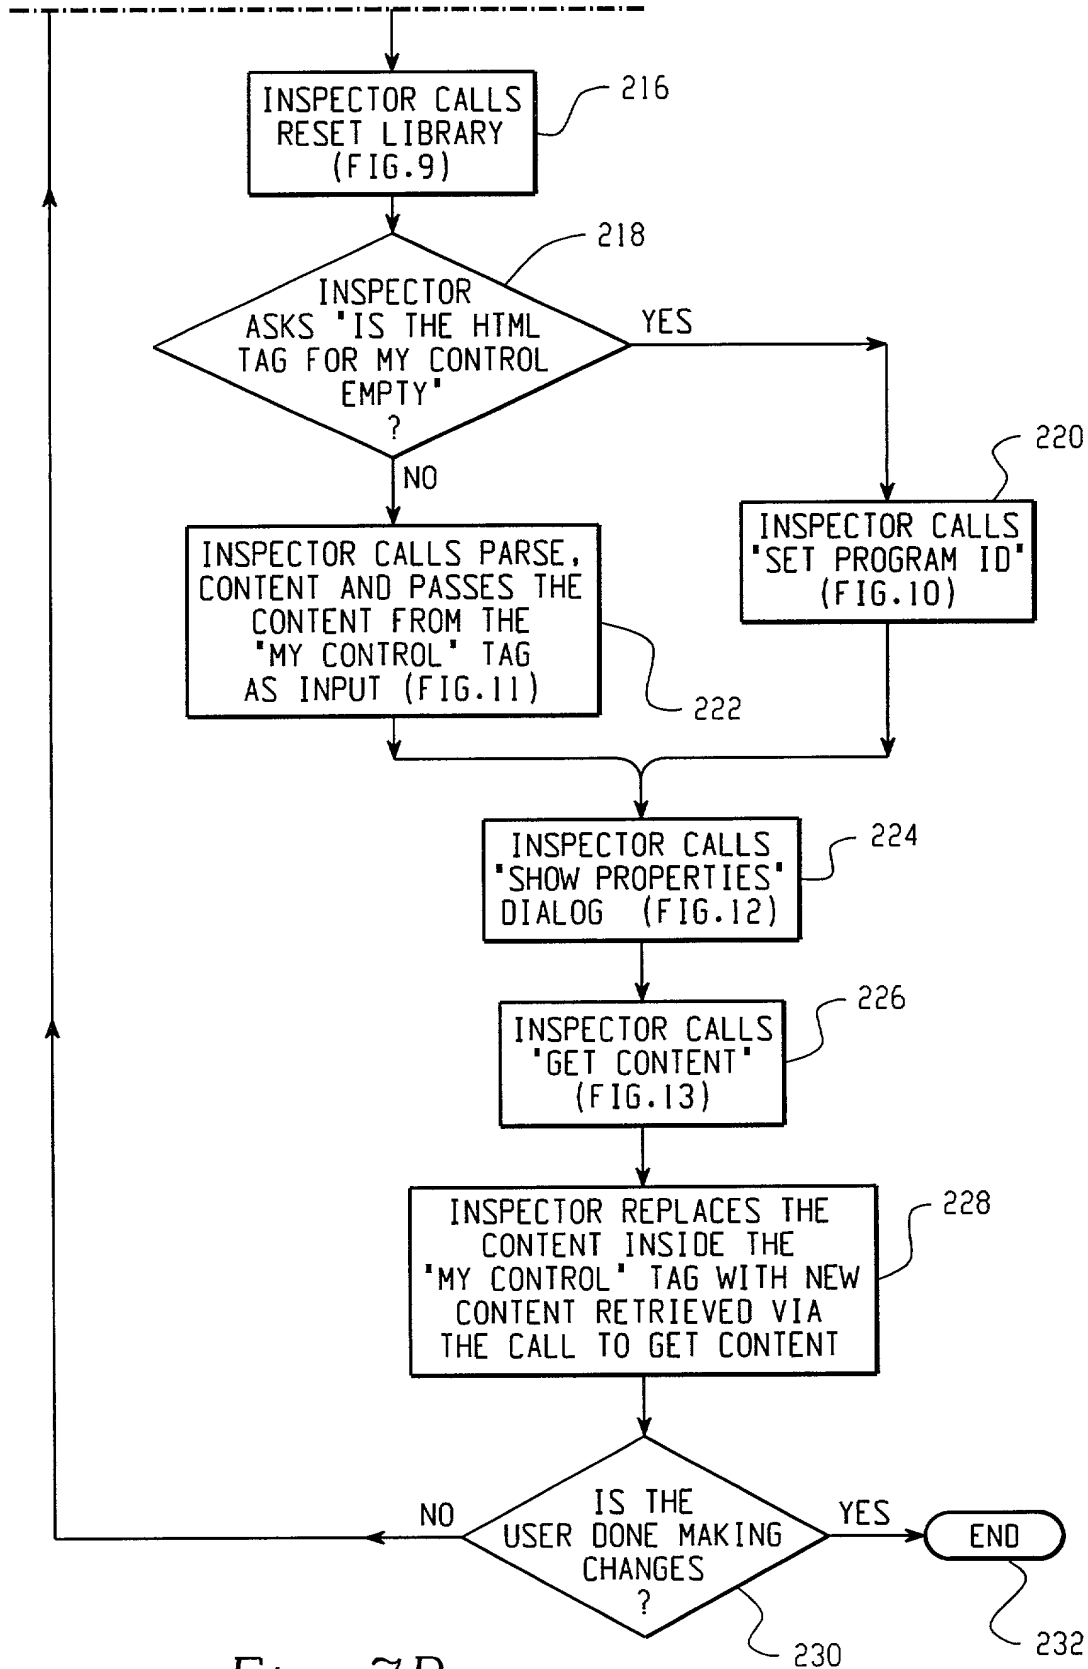 INSPECTOR CALLS
RESET LIBRARY
(FIG.9)
216
218
INSPECTOR
ASKS "IS THE HTML
TAG FOR MY CONTROL
EMPTY"
?
YES
NO
220
INSPECTOR CALLS
"SET PROGRAM ID"
(FIG.10)
INSPECTOR CALLS PARSE,
CONTENT AND PASSES THE
CONTENT FROM THE
"MY CONTROL" TAG
AS INPUT (FIG.11)
222
INSPECTOR CALLS
"SHOW PROPERTIES"
DIALOG (FIG.12)
224
INSPECTOR CALLS
"GET CONTENT"
(FIG.13)
226
INSPECTOR REPLACES THE
CONTENT INSIDE THE
"MY CONTROL" TAG WITH NEW
CONTENT RETRIEVED VIA
THE CALL TO GET CONTENT
228
NO
IS THE
USER DONE MAKING
CHANGES
?
YES
END
230
232